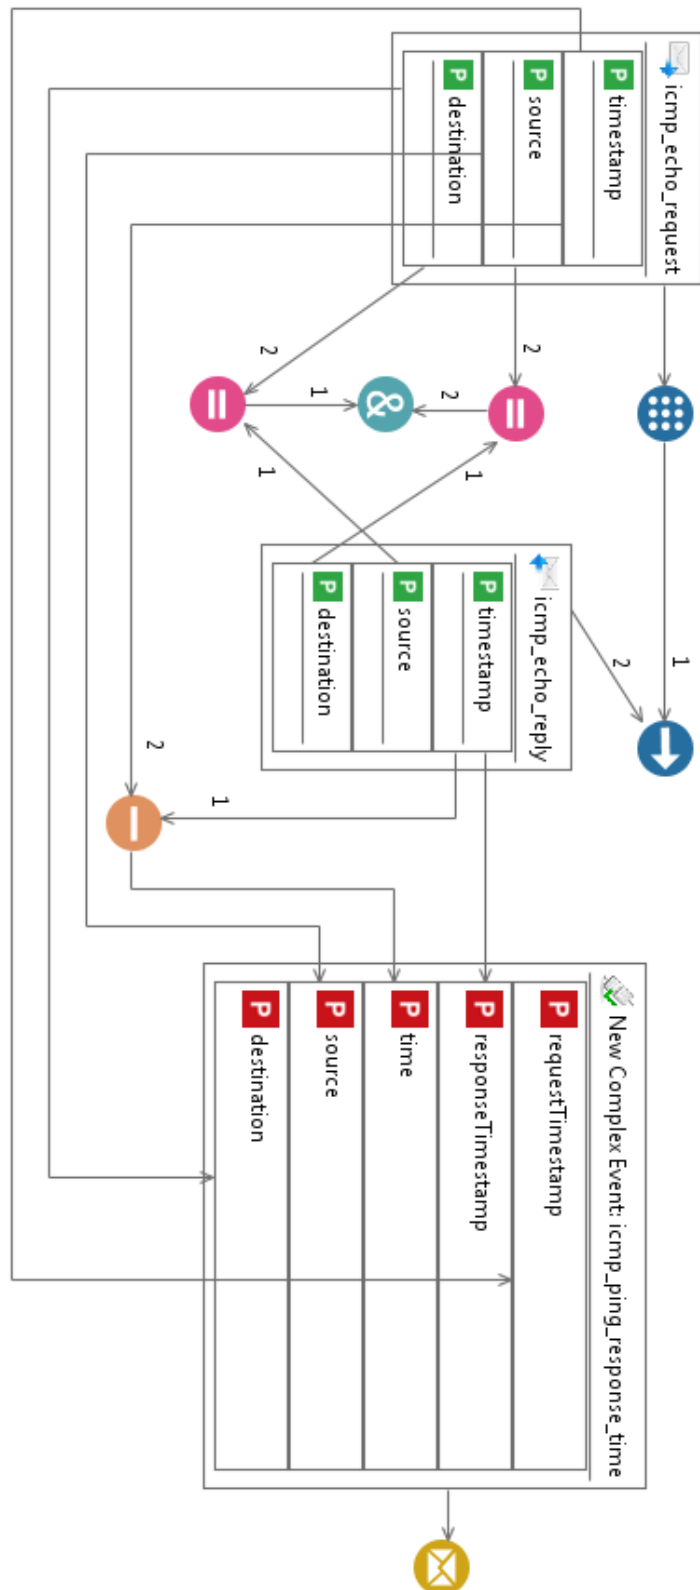 icmp_echo_request
P timestamp
P source
P destination
2
2
1
&
2
1
1
1
2
icmp_echo_reply
P timestamp
P source
P destination
2
1
New Complex Event: icmp_ping_response_time
P requestTimestamp
P responseTimestamp
P time
P source
P destination